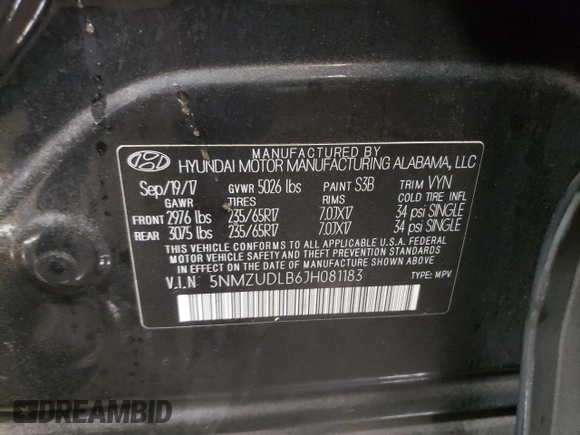 MANUFACTURED BY
HYUNDAI MOTOR MANUFACTURING ALABAMA, LLC
Sep/19/17 GVWR 5026 lbs PAINT S3B TRIM VYN
GAWR TIRES COLD TIRE INFL
FRONT 2976 lbs 235/65R17 7.0JX17 34 psi SINGLE
REAR 3075 lbs 235/65R17 7.0JX17 34 psi SINGLE
THIS VEHICLE CONFORMS TO ALL APPLICABLE U.S.A. FEDERAL
MOTOR VEHICLE SAFETY, BUMPER, AND THEFT PREVENTION
STANDARDS IN EFFECT ON THE DATE OF MANUFACTURE SHOWN ABOVE.
V.I.N 5NMZUDLB6JH081183 TYPE: MPV
DREAMBID